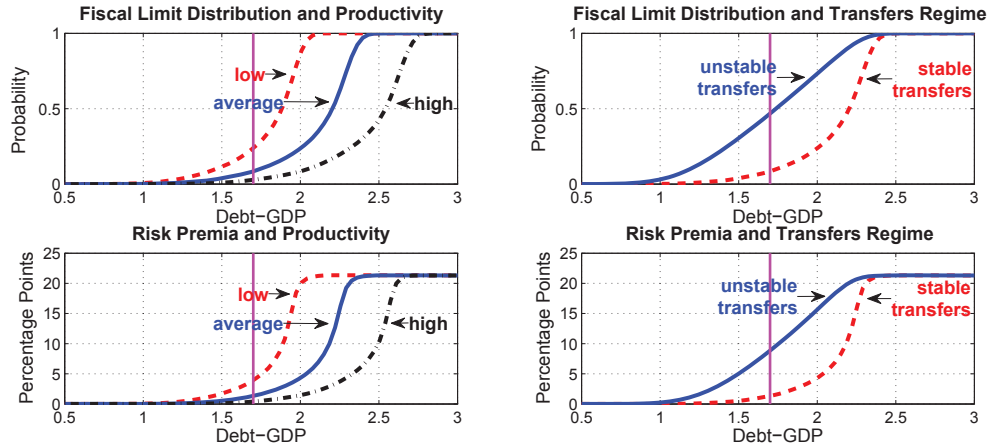 Fiscal Limit Distribution and Productivity
1
0.5
0
Probability
low
average
high
0.5 1 1.5 2 2.5 3
Debt−GDP
Fiscal Limit Distribution and Transfers Regime
1
0.5
0
Probability
unstable
transfers
stable
transfers
0.5 1 1.5 2 2.5 3
Debt−GDP
Risk Premia and Productivity
25
20
15
10
5
0
Percentage Points
low
average
high
0.5 1 1.5 2 2.5 3
Debt−GDP
Risk Premia and Transfers Regime
25
20
15
10
5
0
Percentage Points
unstable
transfers
stable
transfers
0.5 1 1.5 2 2.5 3
Debt−GDP